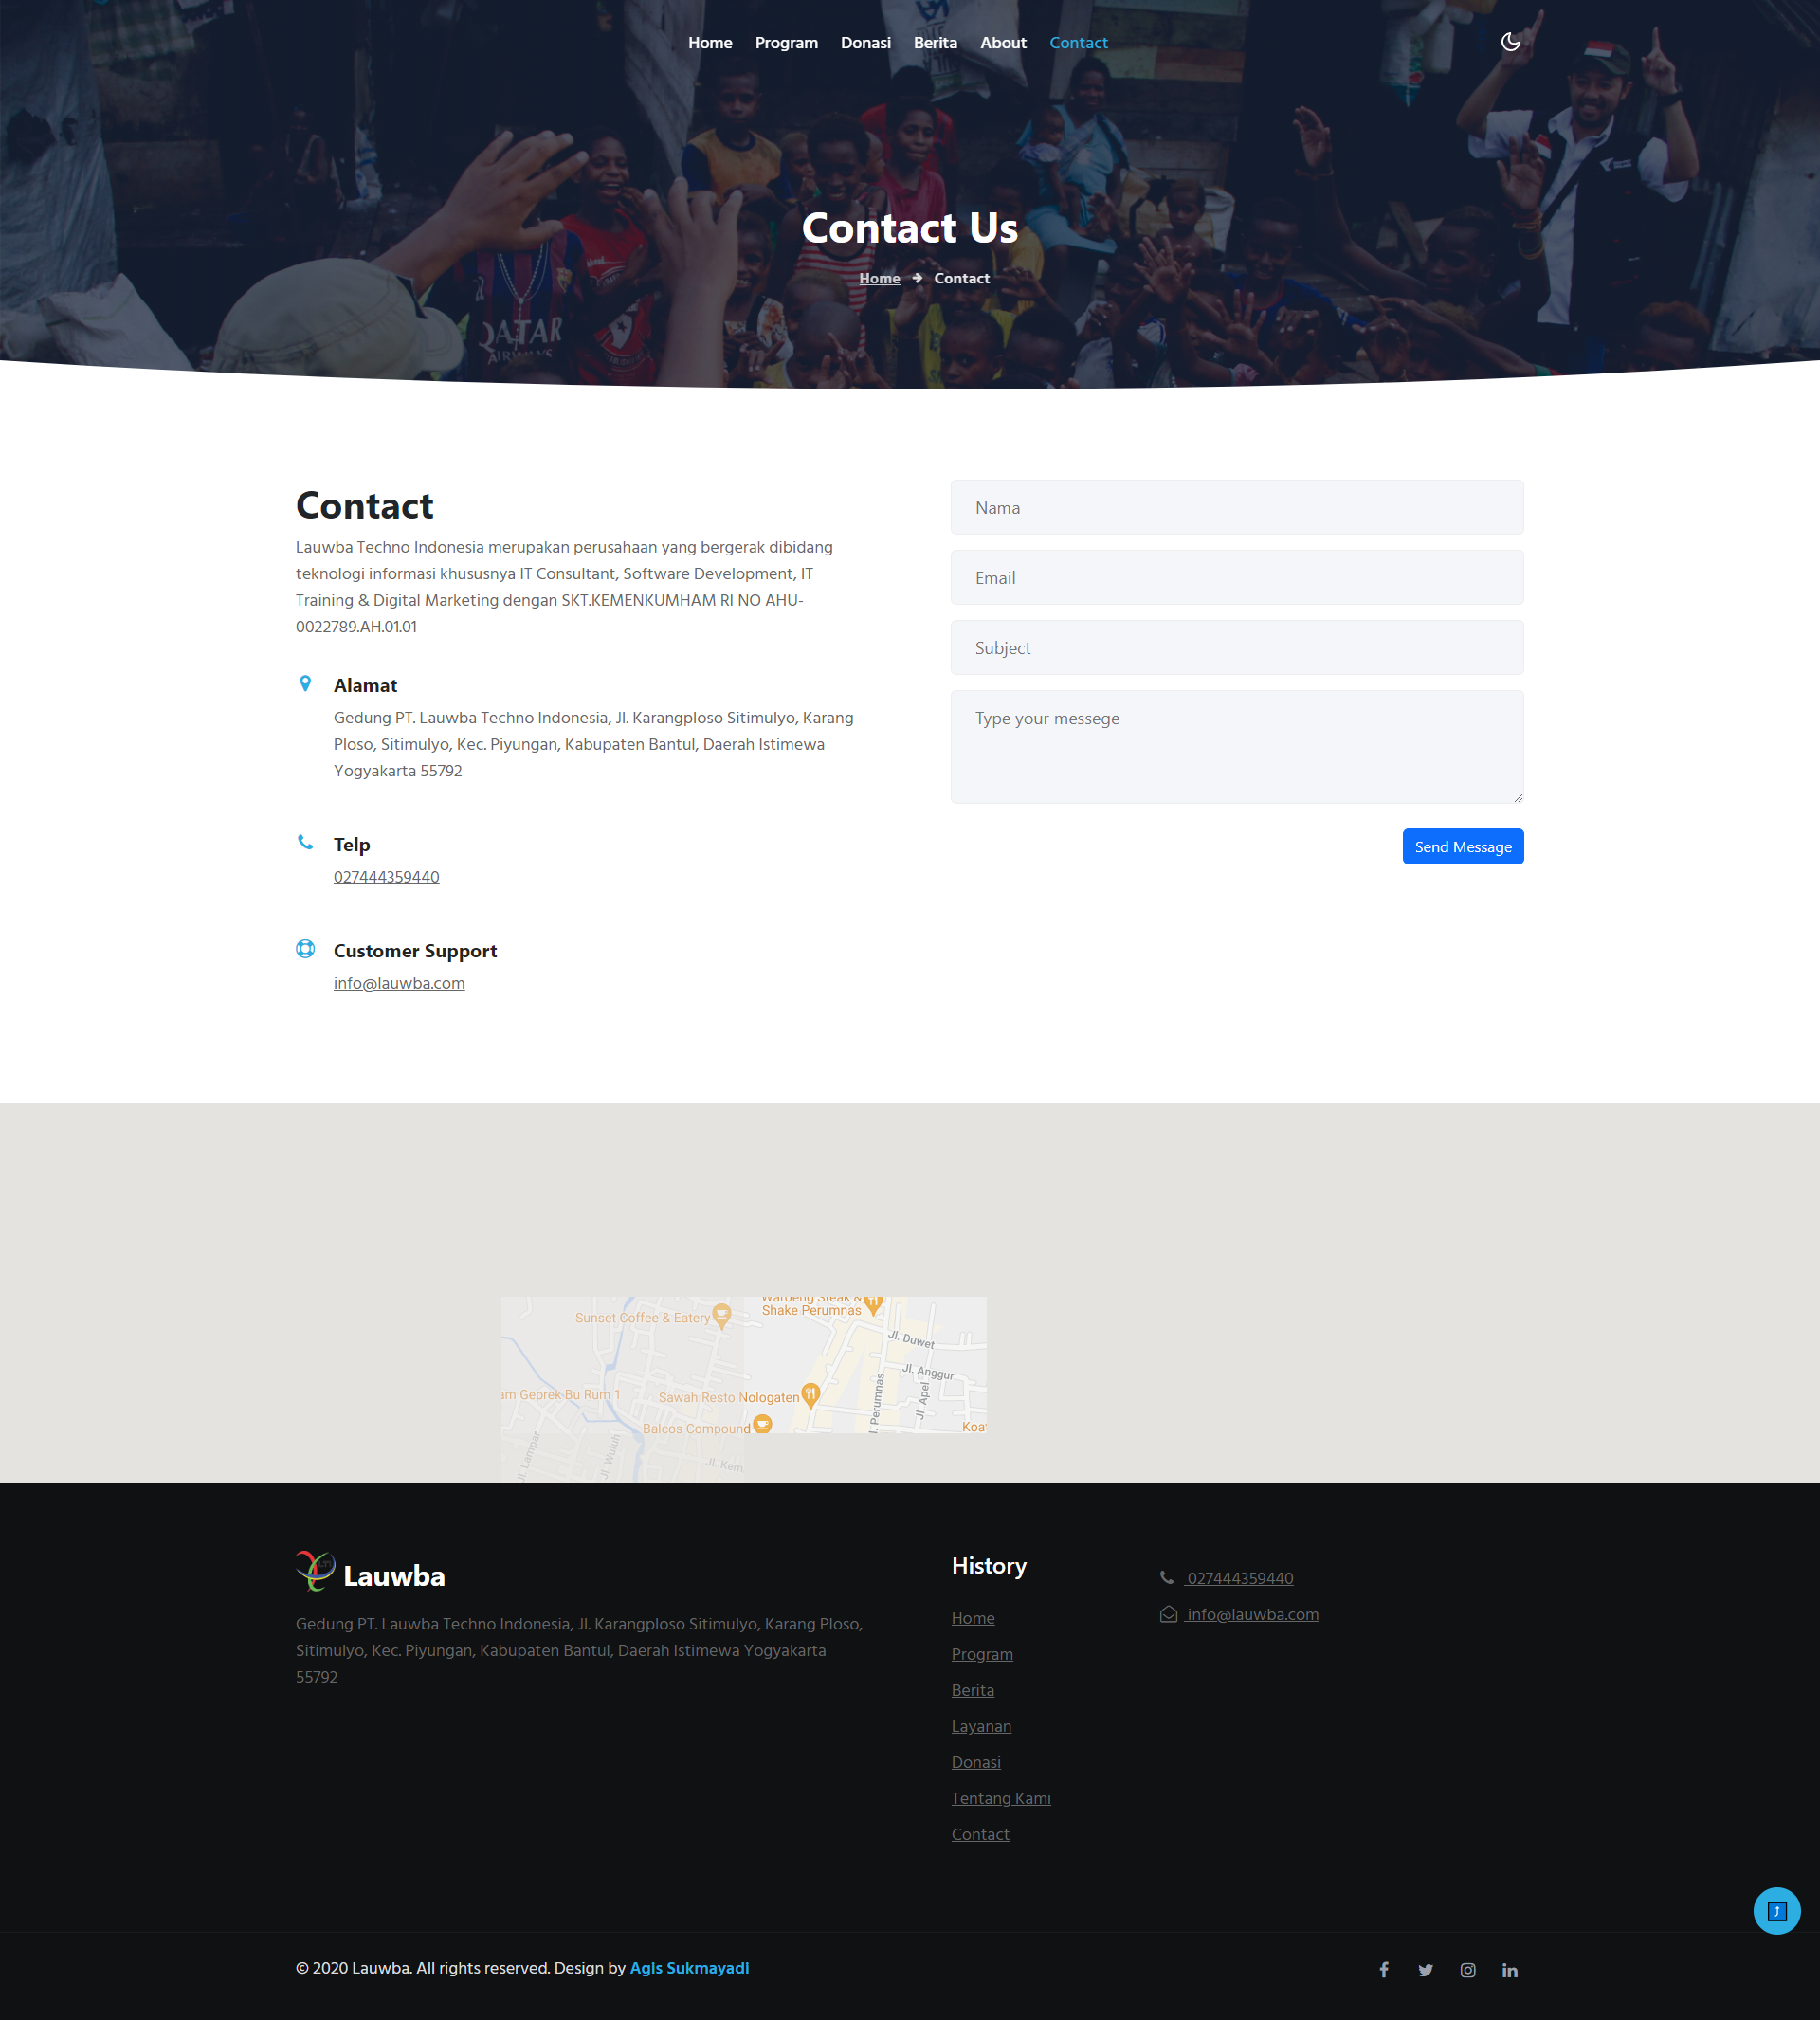 Home Program Donasi Berita About Contact
Contact Us
Home → Contact
QATAR
AIRWAYS
Contact
Lauwba Techno Indonesia merupakan perusahaan yang bergerak dibidang
teknologi informasi khususnya IT Consultant, Software Development, IT
Training & Digital Marketing dengan SKT.KEMENKUMHAM RI NO AHU-
0022789.AH.01.01
Alamat
Gedung PT. Lauwba Techno Indonesia, Jl. Karangploso Sitimulyo, Karang
Ploso, Sitimulyo, Kec. Piyungan, Kabupaten Bantul, Daerah Istimewa
Yogyakarta 55792
Telp
027444359440
Customer Support
info@lauwba.com
Nama
Email
Subject
Type your messege
Send Message
Waroeng Steak &
Shake Perumnas
Sunset Coffee & Eatery
Jl. Duwet
Jl. Anggur
am Geprek Bu Rum 1
Sawah Resto Nologaten
Jl. Apel
l. Perumnas
Balcos Compound
Koa
Jl. Lampar
Jl. Wuluh
Jl. Kem
Lauwba
Gedung PT. Lauwba Techno Indonesia, Jl. Karangploso Sitimulyo, Karang Ploso,
Sitimulyo, Kec. Piyungan, Kabupaten Bantul, Daerah Istimewa Yogyakarta
55792
History
Home
Program
Berita
Layanan
Donasi
Tentang Kami
Contact
027444359440
info@lauwba.com
© 2020 Lauwba. All rights reserved. Design by Agis Sukmayadi